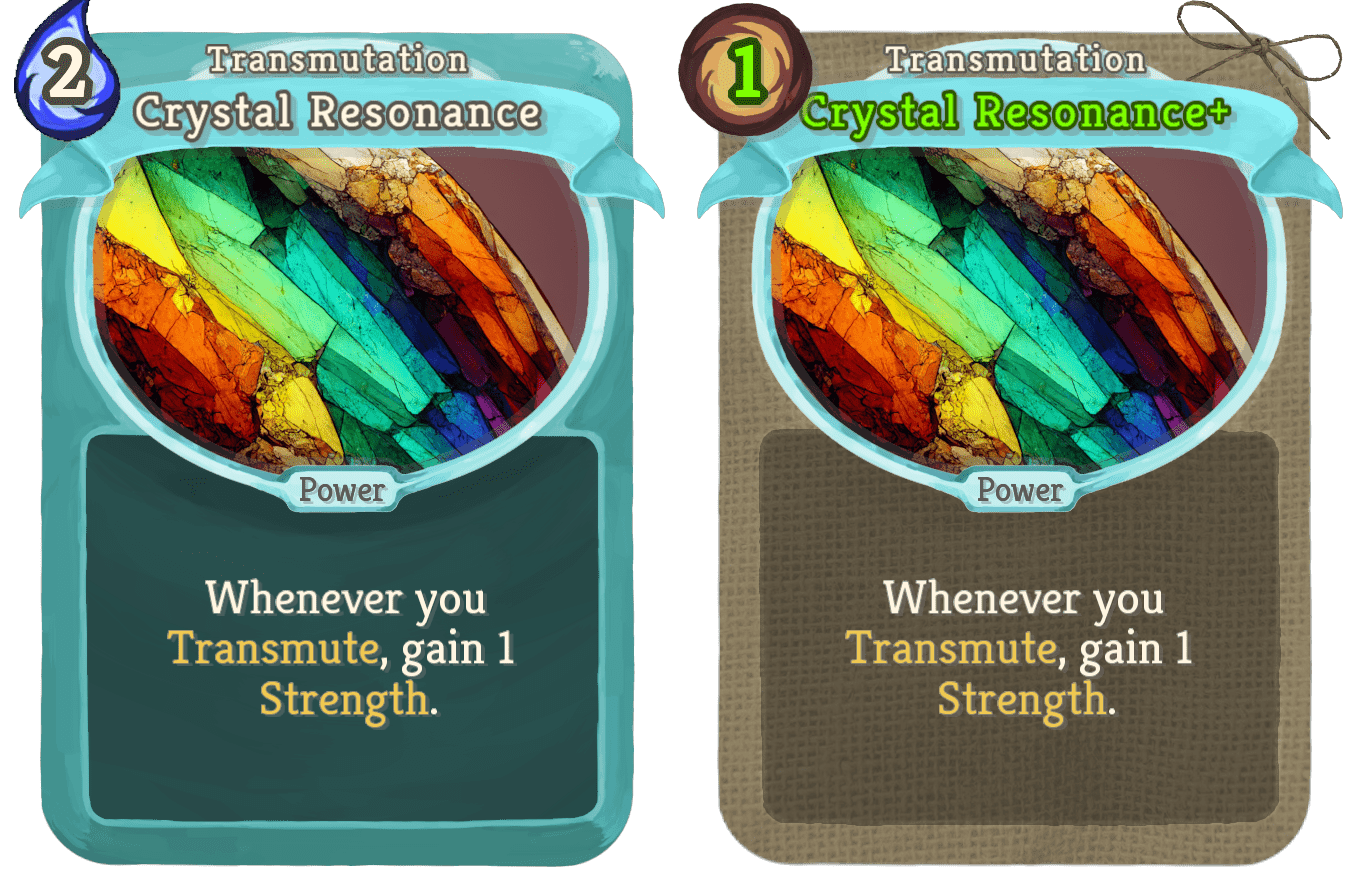 2
Transmutation
Crystal Resonance
Power
Whenever you
Transmute, gain 1
Strength.
1
Transmutation
Crystal Resonance+
Power
Whenever you
Transmute, gain 1
Strength.